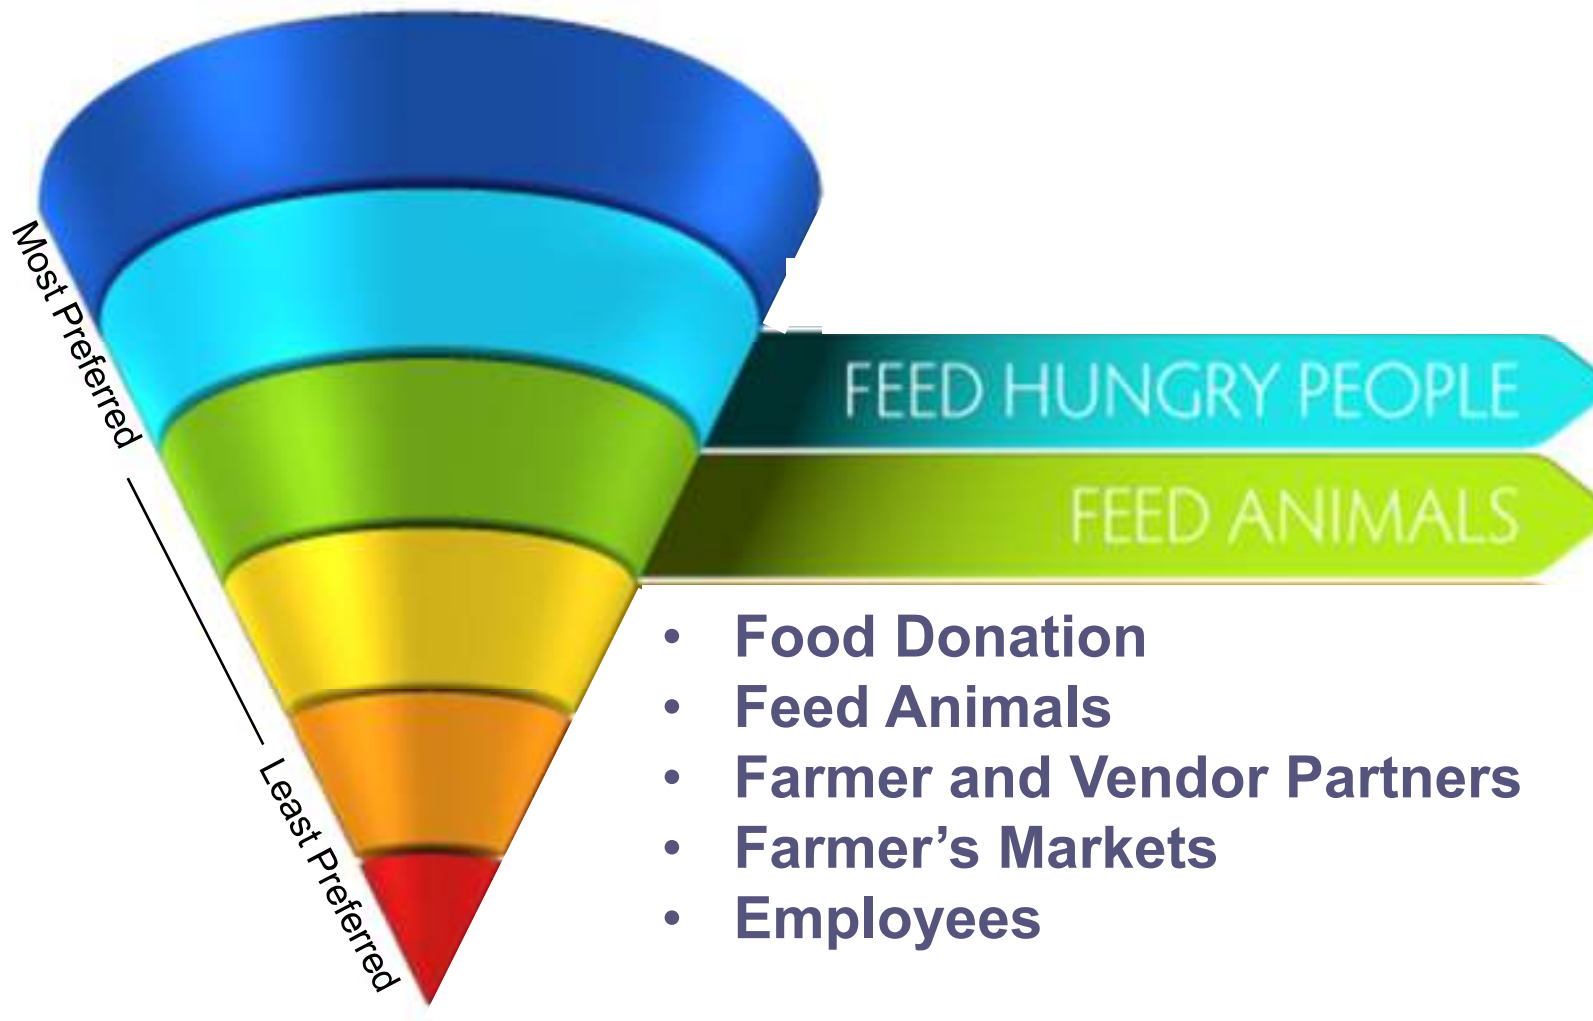 Most Preferred
Least Preferred
FEED HUNGRY PEOPLE
FEED ANIMALS
• Food Donation
• Feed Animals
• Farmer and Vendor Partners
• Farmer’s Markets
• Employees